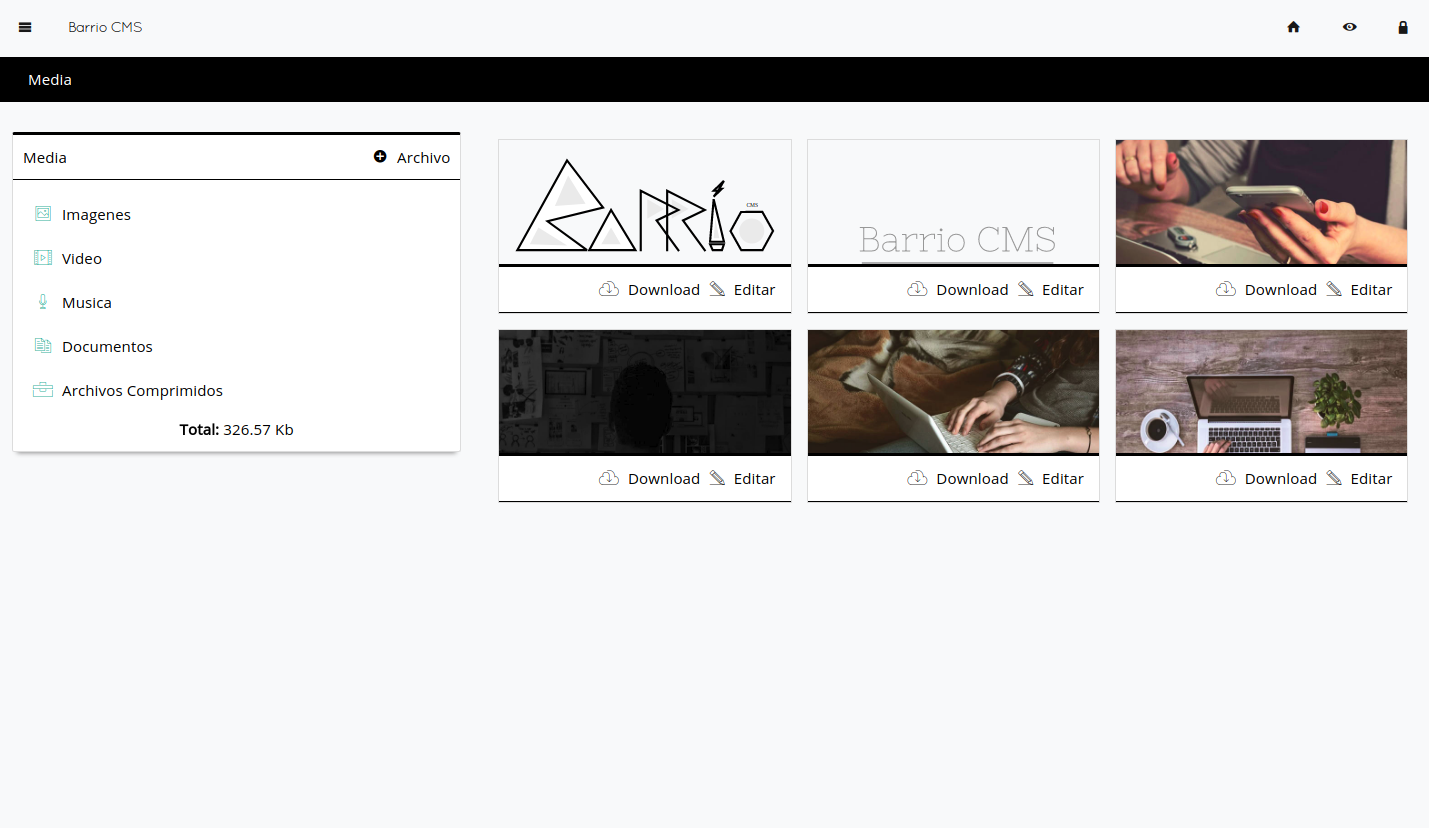 Barrio CMS
Media
Media
Archivo
Imagenes
Video
Musica
Documentos
Archivos Comprimidos
Total: 326.57 Kb
BARRIO
CMS
Download Editar
Barrio CMS
Download Editar
Download Editar
Download Editar
Download Editar
Download Editar